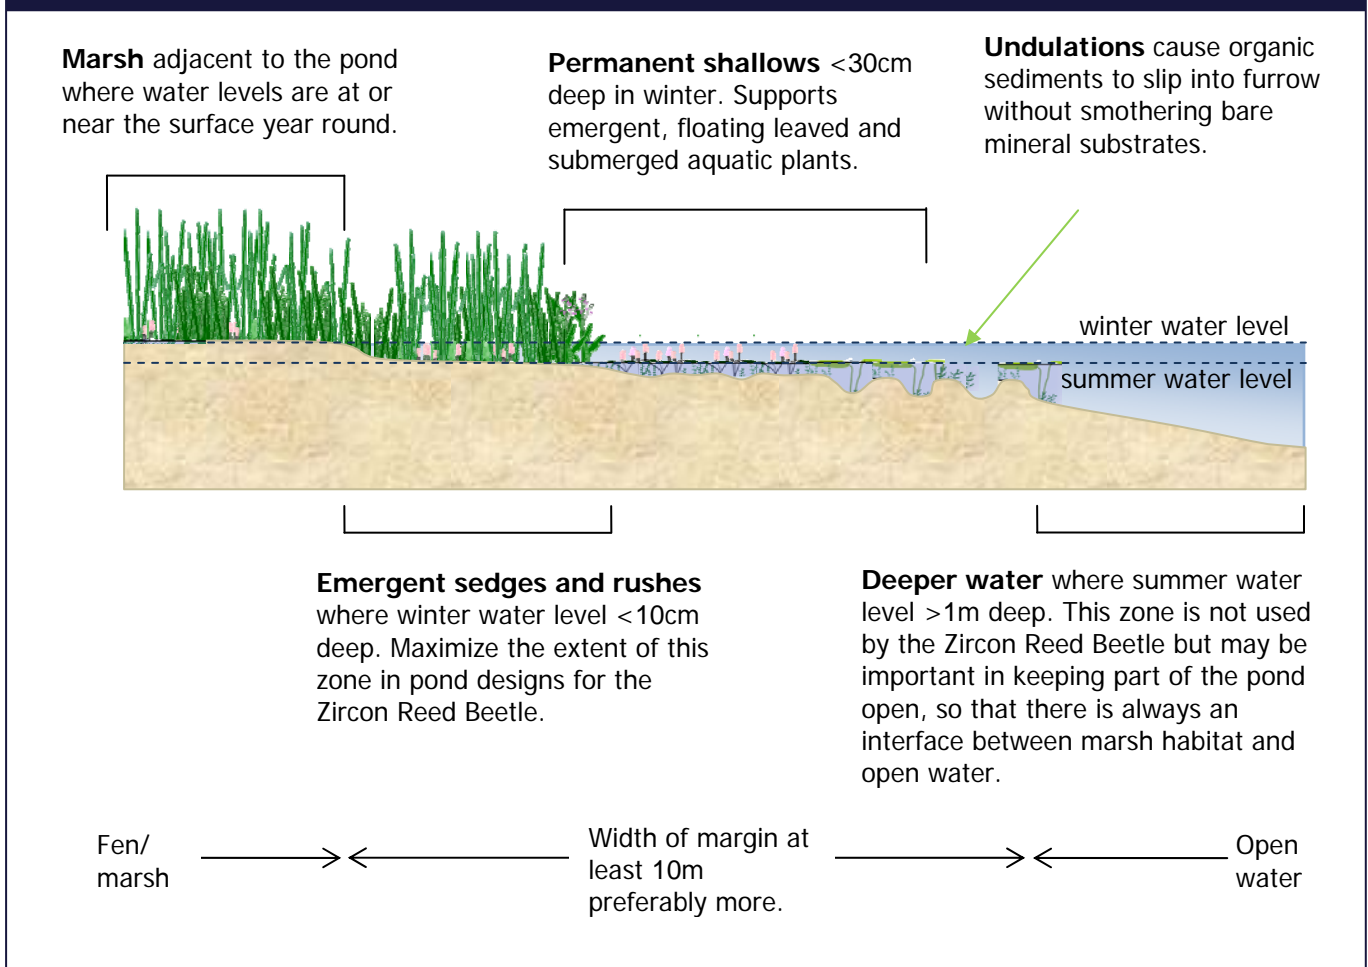 Marsh adjacent to the pond
where water levels are at or
near the surface year round.
Permanent shallows <30cm
deep in winter. Supports
emergent, floating leaved and
submerged aquatic plants.
Undulations cause organic
sediments to slip into furrow
without smothering bare
mineral substrates.
winter water level
summer water level
Emergent sedges and rushes
where winter water level <10cm
deep. Maximize the extent of this
zone in pond designs for the
Zircon Reed Beetle.
Deeper water where summer water
level >1m deep. This zone is not used
by the Zircon Reed Beetle but may be
important in keeping part of the pond
open, so that there is always an
interface between marsh habitat and
open water.
Fen/
marsh
Width of margin at
least 10m
preferably more.
Open
water